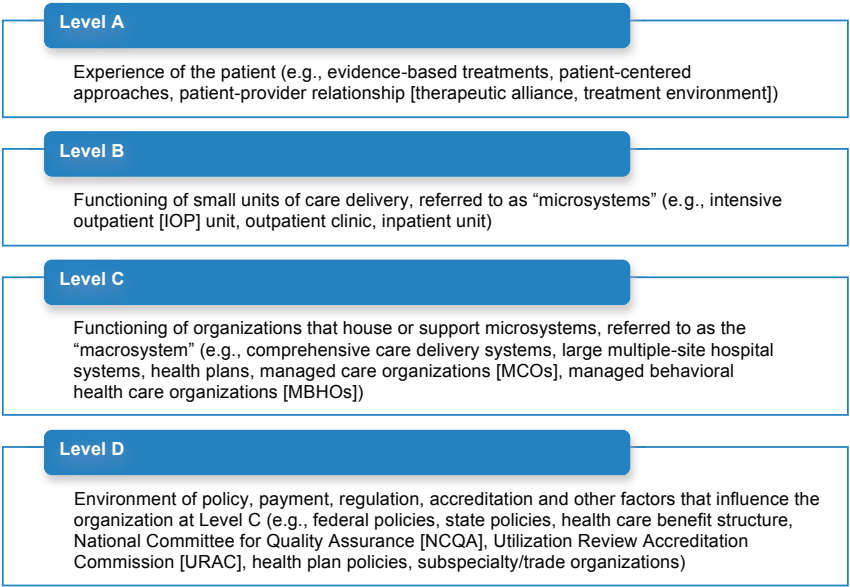 Level A
Experience of the patient (e.g., evidence-based treatments, patient-centered
approaches, patient-provider relationship [therapeutic alliance, treatment environment])
Level B
Functioning of small units of care delivery, referred to as “microsystems” (e.g., intensive
outpatient [IOP] unit, outpatient clinic, inpatient unit)
Level C
Functioning of organizations that house or support microsystems, referred to as the
“macrosystem” (e.g., comprehensive care delivery systems, large multiple-site hospital
systems, health plans, managed care organizations [MCOs], managed behavioral
health care organizations [MBHOs])
Level D
Environment of policy, payment, regulation, accreditation and other factors that influence the
organization at Level C (e.g., federal policies, state policies, health care benefit structure,
National Committee for Quality Assurance [NCQA], Utilization Review Accreditation
Commission [URAC], health plan policies, subspecialty/trade organizations)